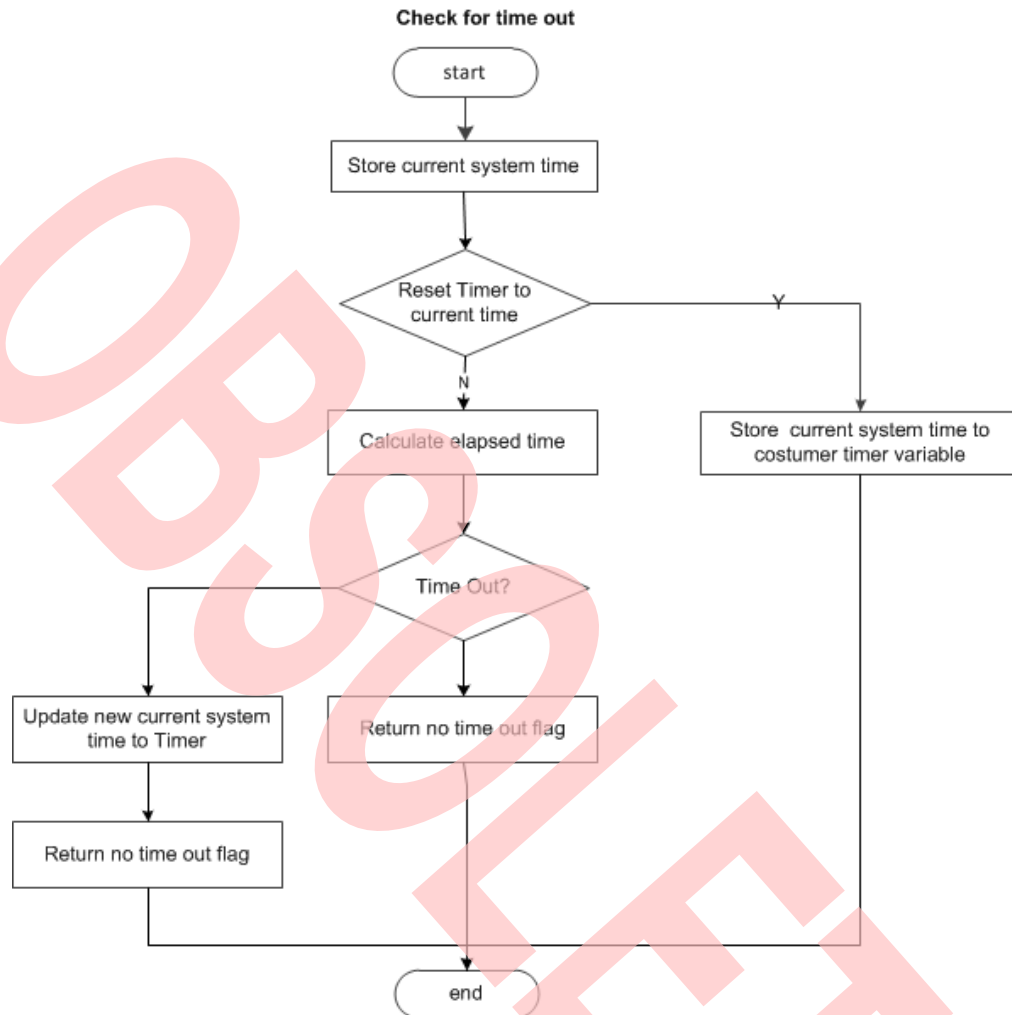 Check for time out
start
Store current system time
Reset Timer to
current time
Y
N
Calculate elapsed time
Store current system time to
costumer timer variable
Time Out?
Update new current system
time to Timer
Return no time out flag
Return no time out flag
end
OBSOLET